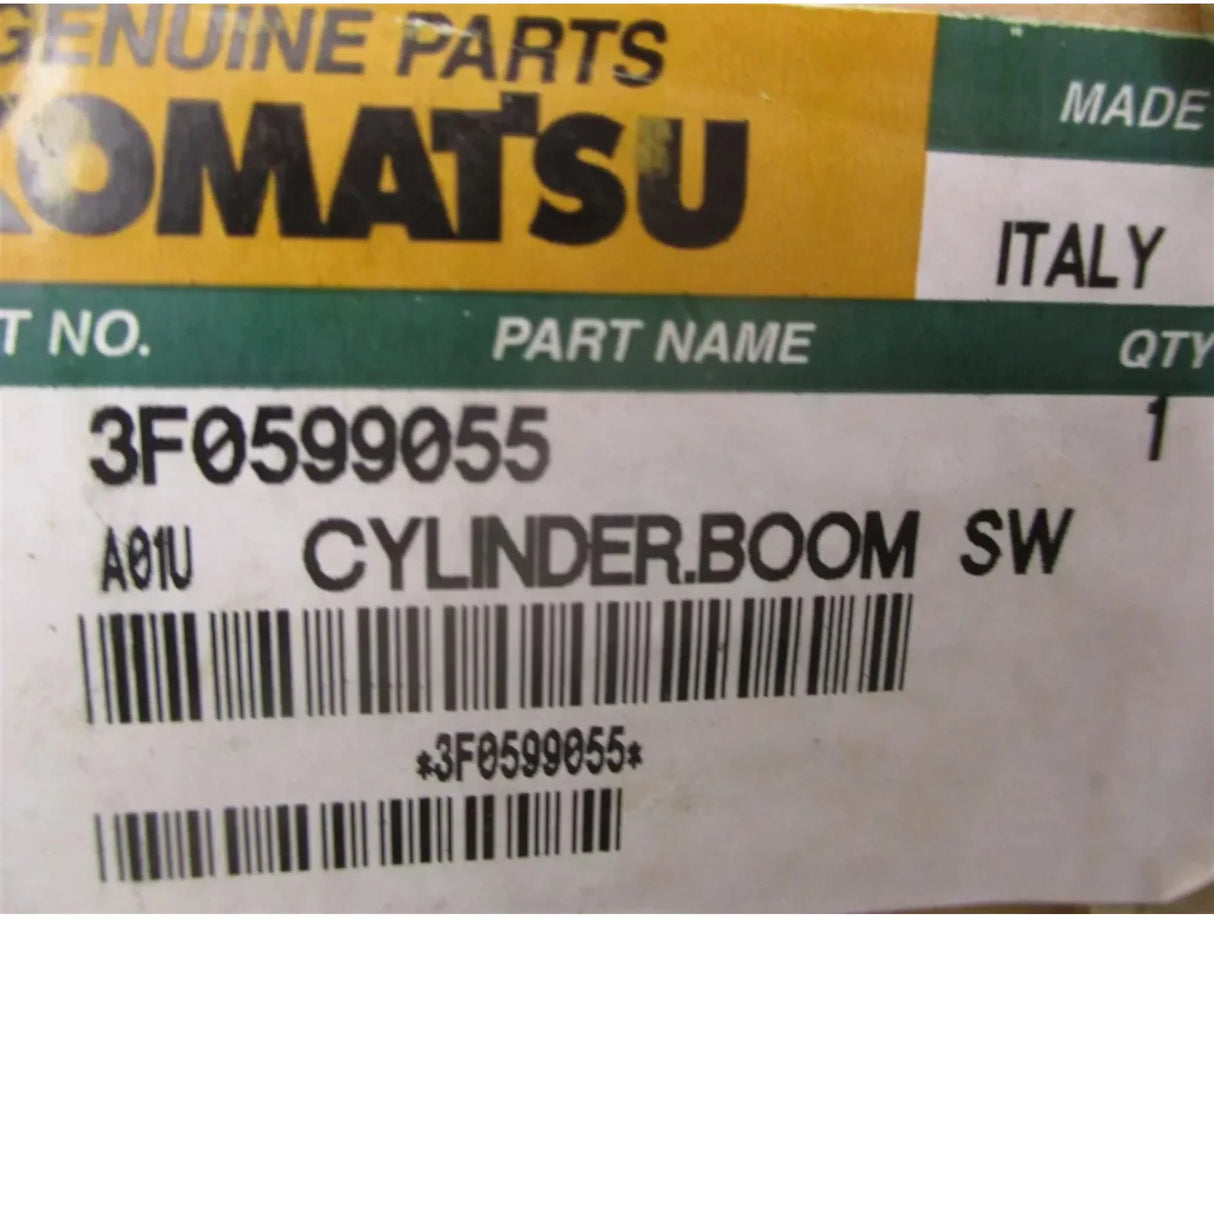 GENUINE PARTS
KOMATSU
MADE
ITALY
T NO. PART NAME QTY
3F0599055 1
A01U CYLINDER.BOOM SW
*3F0599055*